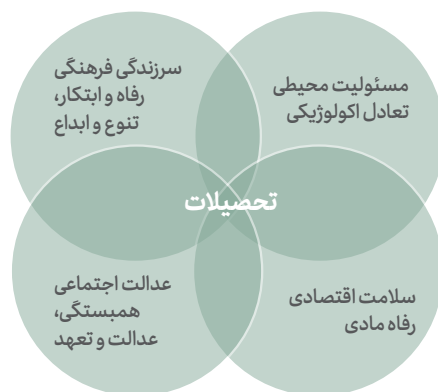 سرزندگی فرهنگی
رفاه و ابتکار،
تنوع و ابداع
مسئولیت محیطی
تعادل اکولوژیکی
تحصیلات
عدالت اجتماعی
همبستگی،
عدالت و تعهد
سلامت اقتصادی
رفاه مادی